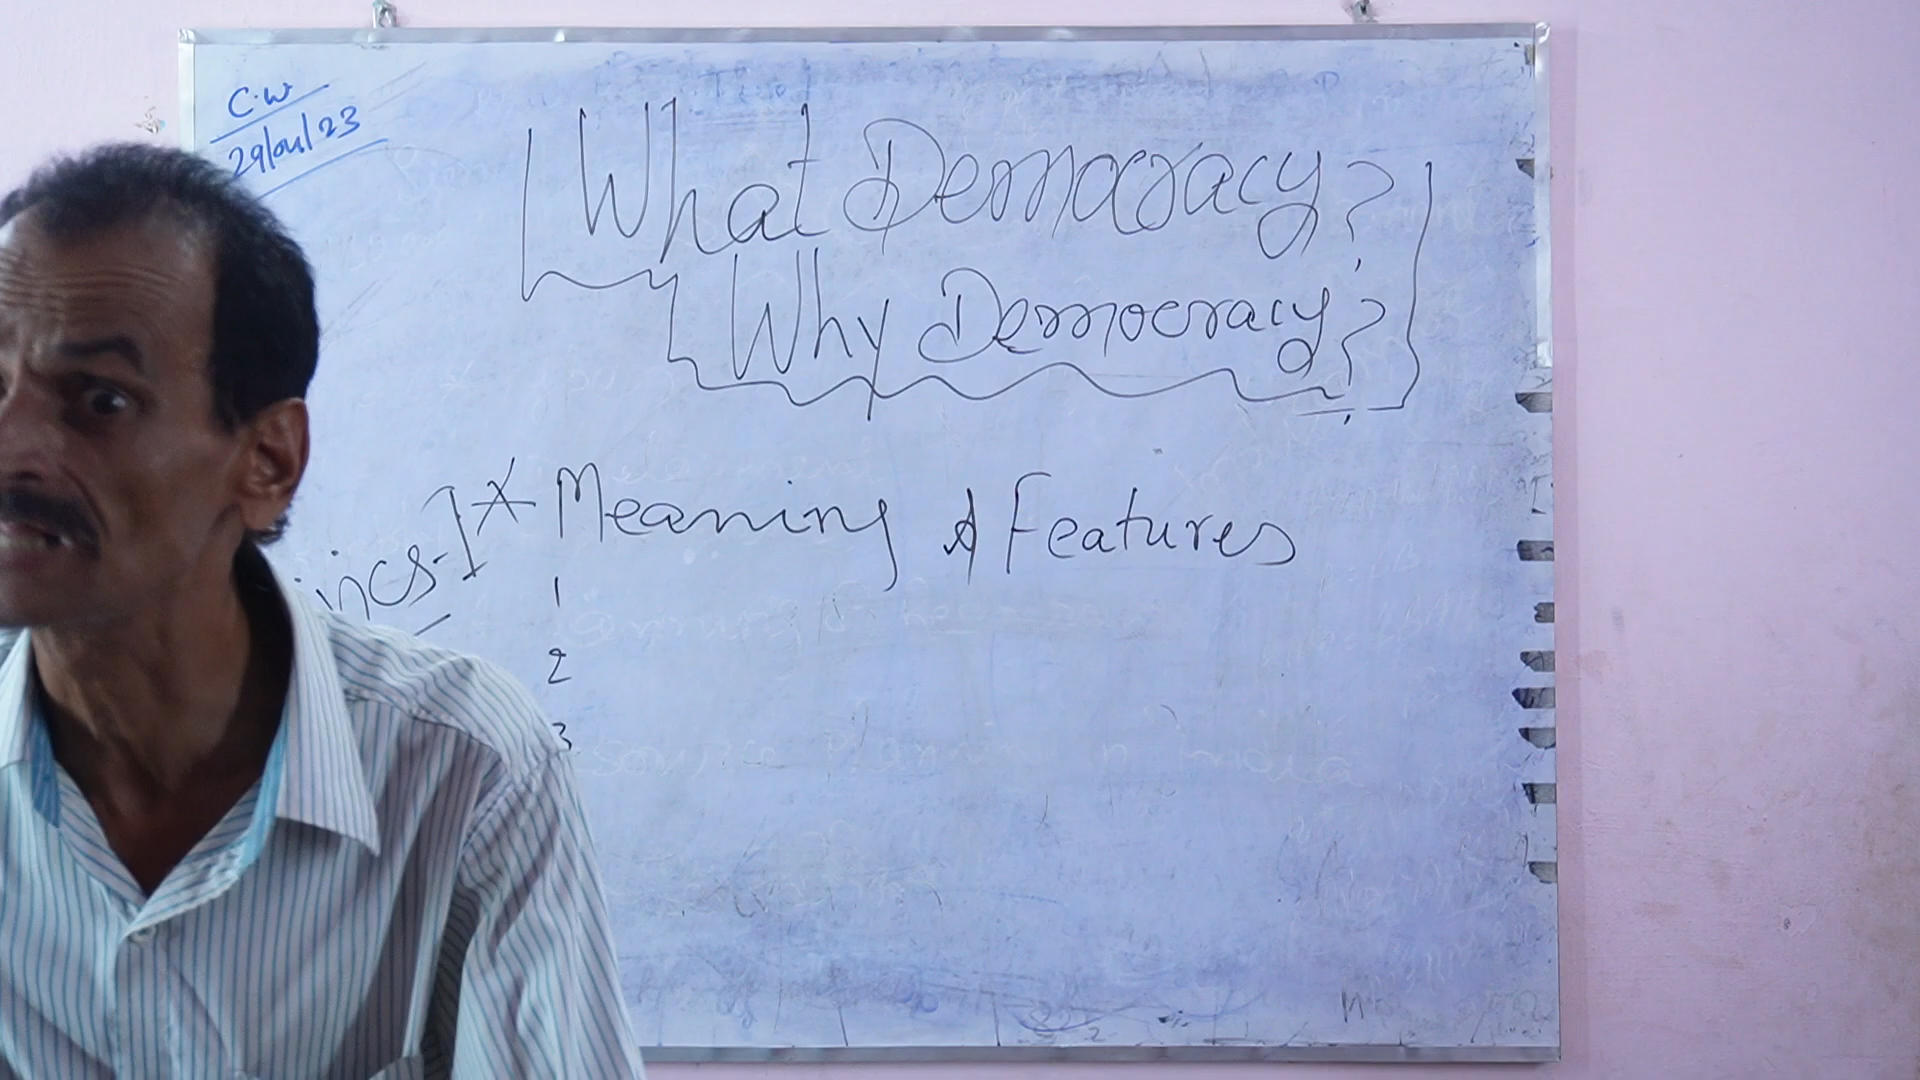 C.W
29/04/23
What Democracy?
Why Democracy?
* Meaning & Features
1
2
3